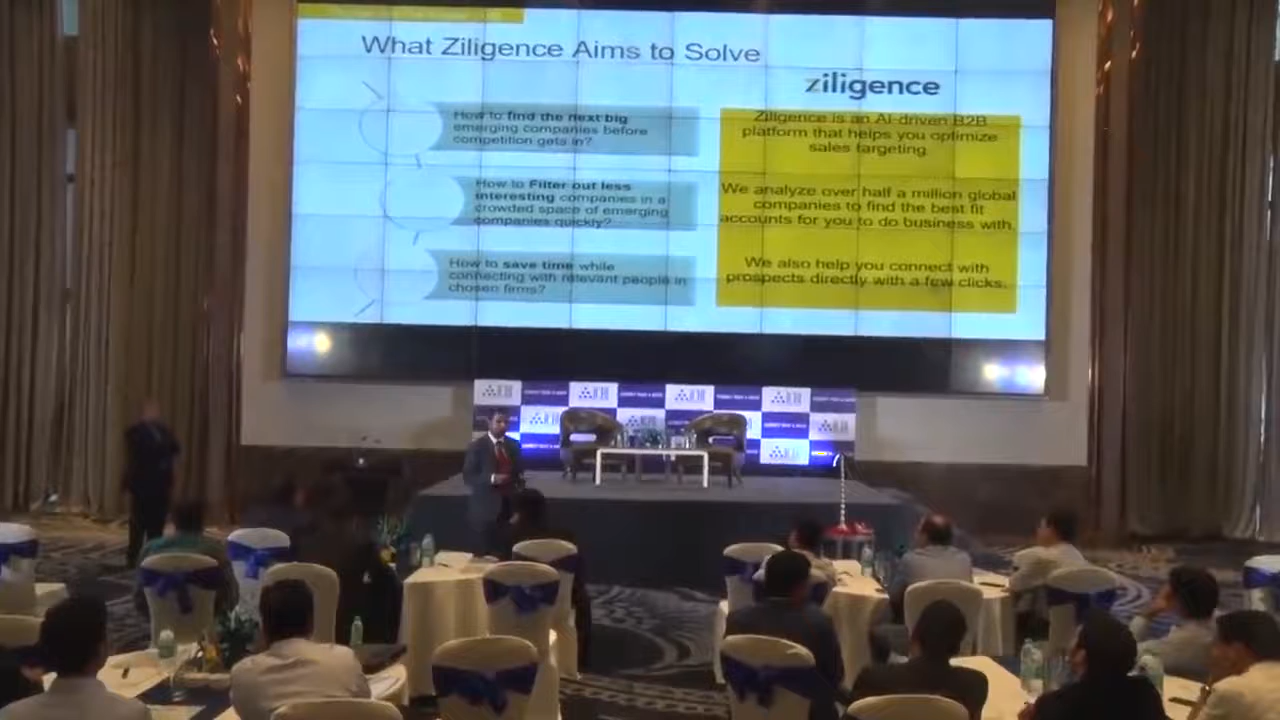 What Ziligence Aims to Solve
ziligence
How to find the next big
emerging companies before
competition gets in?
How to Filter out less
interesting companies in a
crowded space of emerging
companies quickly?
How to save time while
connecting with relevant people in
chosen firms?
Ziligence is an AI-driven B2B
platform that helps you optimize
sales targeting.
We analyze over half a million global
companies to find the best fit
accounts for you to do business with.
We also help you connect with
prospects directly with a few clicks.